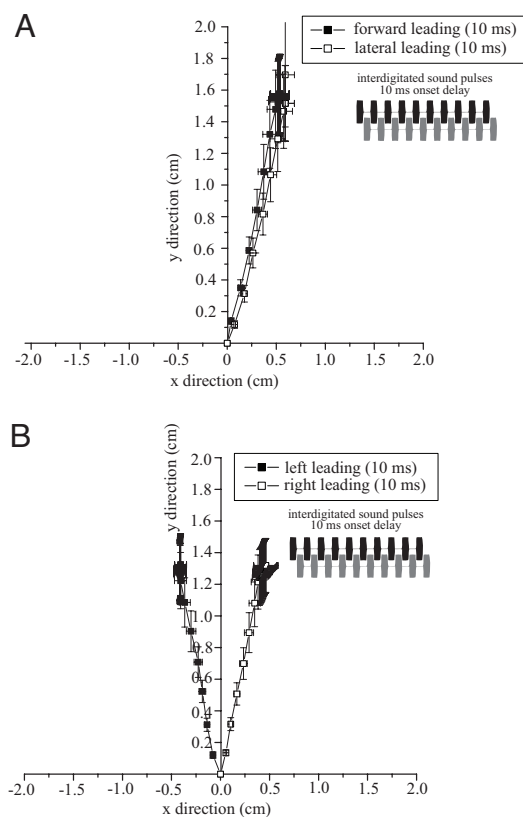 A
forward leading (10 ms)
lateral leading (10 ms)
interdigitated sound pulses
10 ms onset delay
2.0
1.8
1.6
1.4
1.2
1.0
0.8
0.6
0.4
0.2
y direction (cm)
-2.0 -1.5 -1.0 -0.5 0 0.5 1.0 1.5 2.0
x direction (cm)
B
left leading (10 ms)
right leading (10 ms)
interdigitated sound pulses
10 ms onset delay
2.0
1.8
1.6
1.4
1.2
1.0
0.8
0.6
0.4
0.2
y direction (cm)
-2.0 -1.5 -1.0 -0.5 0 0.5 1.0 1.5 2.0
x direction (cm)